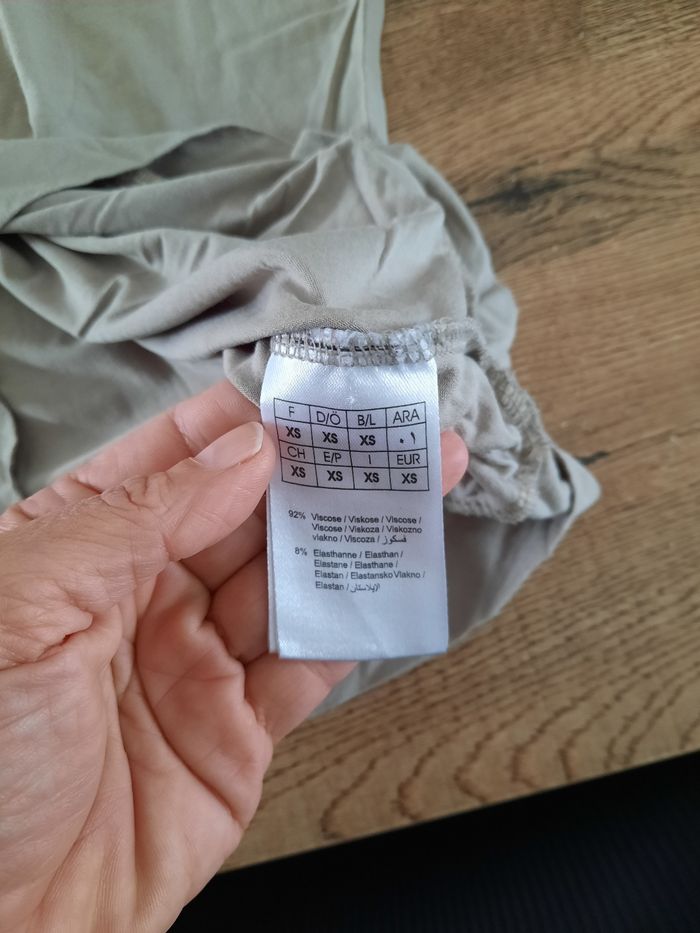 F D/Ö B/L ARA
XS XS XS ٠١
CH E/P I EUR
XS XS XS XS
92% Viscose / Viskose / Viscose /
Viscose / Viskoza / Viskozno
vlakno / Viscoza / فسكوز
8% Elasthanne / Elasthan /
Elastane / Elasthane /
Elastan / Elastansko Vlakno /
Elastan / الإيلاستان